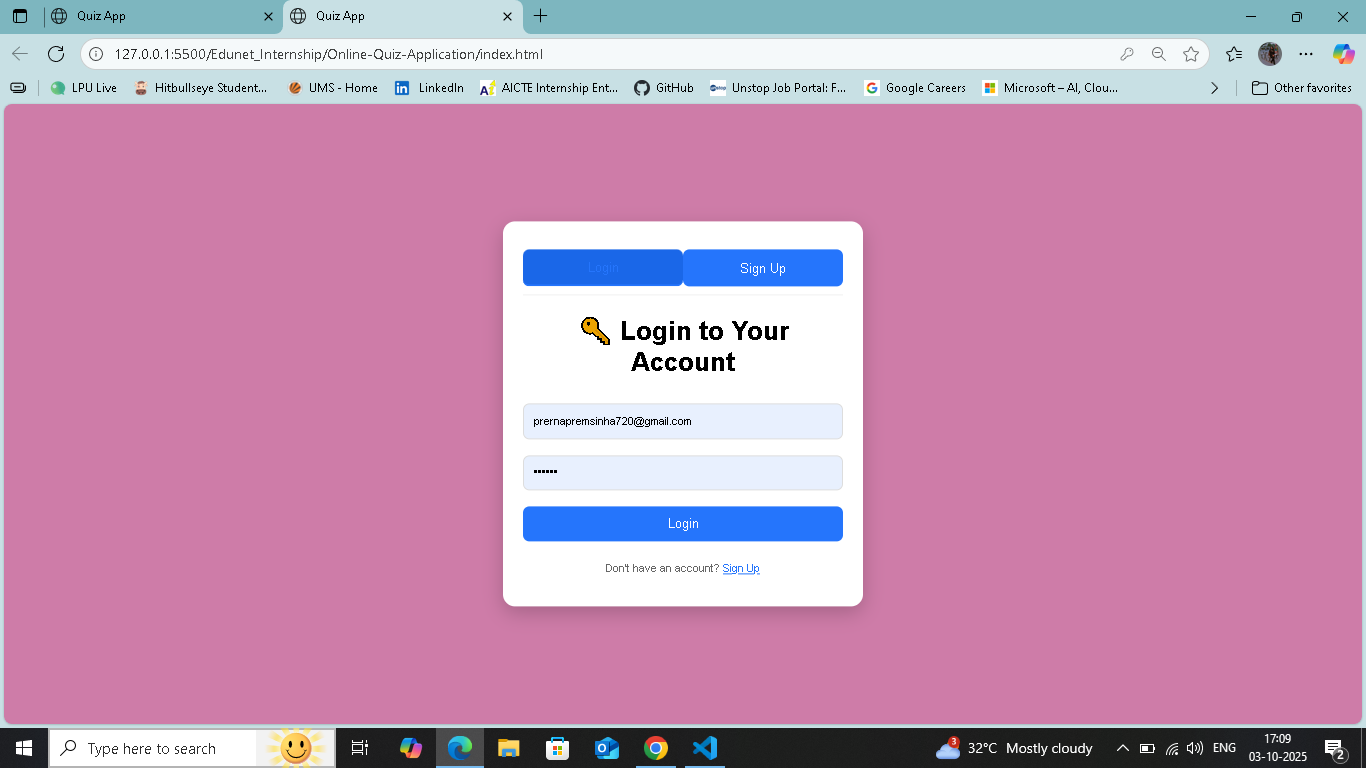 Quiz App
Quiz App
127.0.0.1:5500/Edunet_Internship/Online-Quiz-Application/index.html
LPU Live
Hitbullseye Student...
UMS - Home
LinkedIn
AICTE Internship Ent...
GitHub
Unstop Job Portal: F...
Google Careers
Microsoft – AI, Clou...
Other favorites
Login
Sign Up
Login to Your
Account
prernapremsinha720@gmail.com
••••••
Login
Don't have an account? Sign Up
Type here to search
3
32°C Mostly cloudy
ENG
17:09
03-10-2025
2